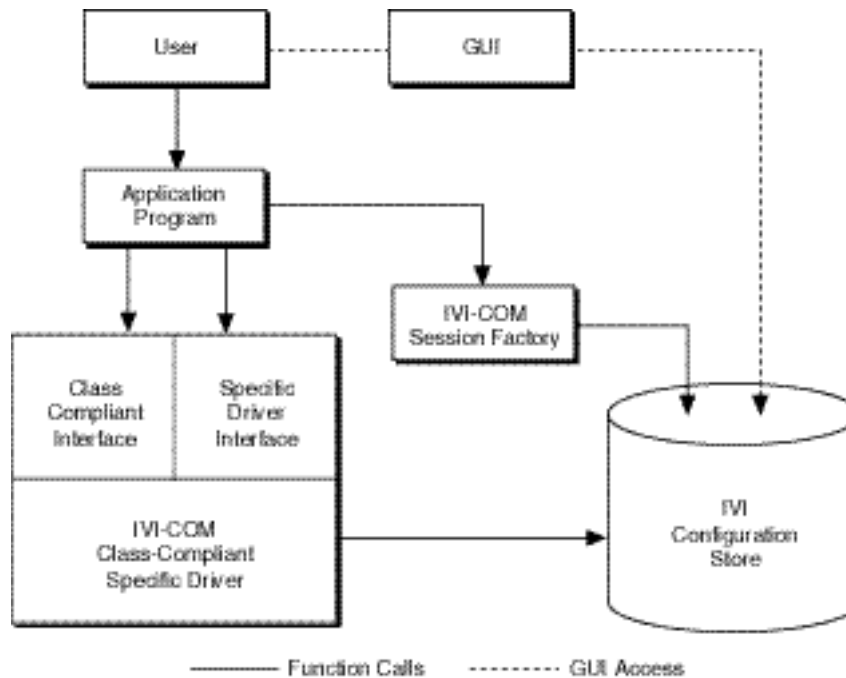 User
GUI
Application
Program
IVI-COM
Session Factory
Class
Compliant
Interface
Specific
Driver
Interface
IVI-COM
Class-Compliant
Specific Driver
IVI
Configuration
Store
Function Calls
GUI Access